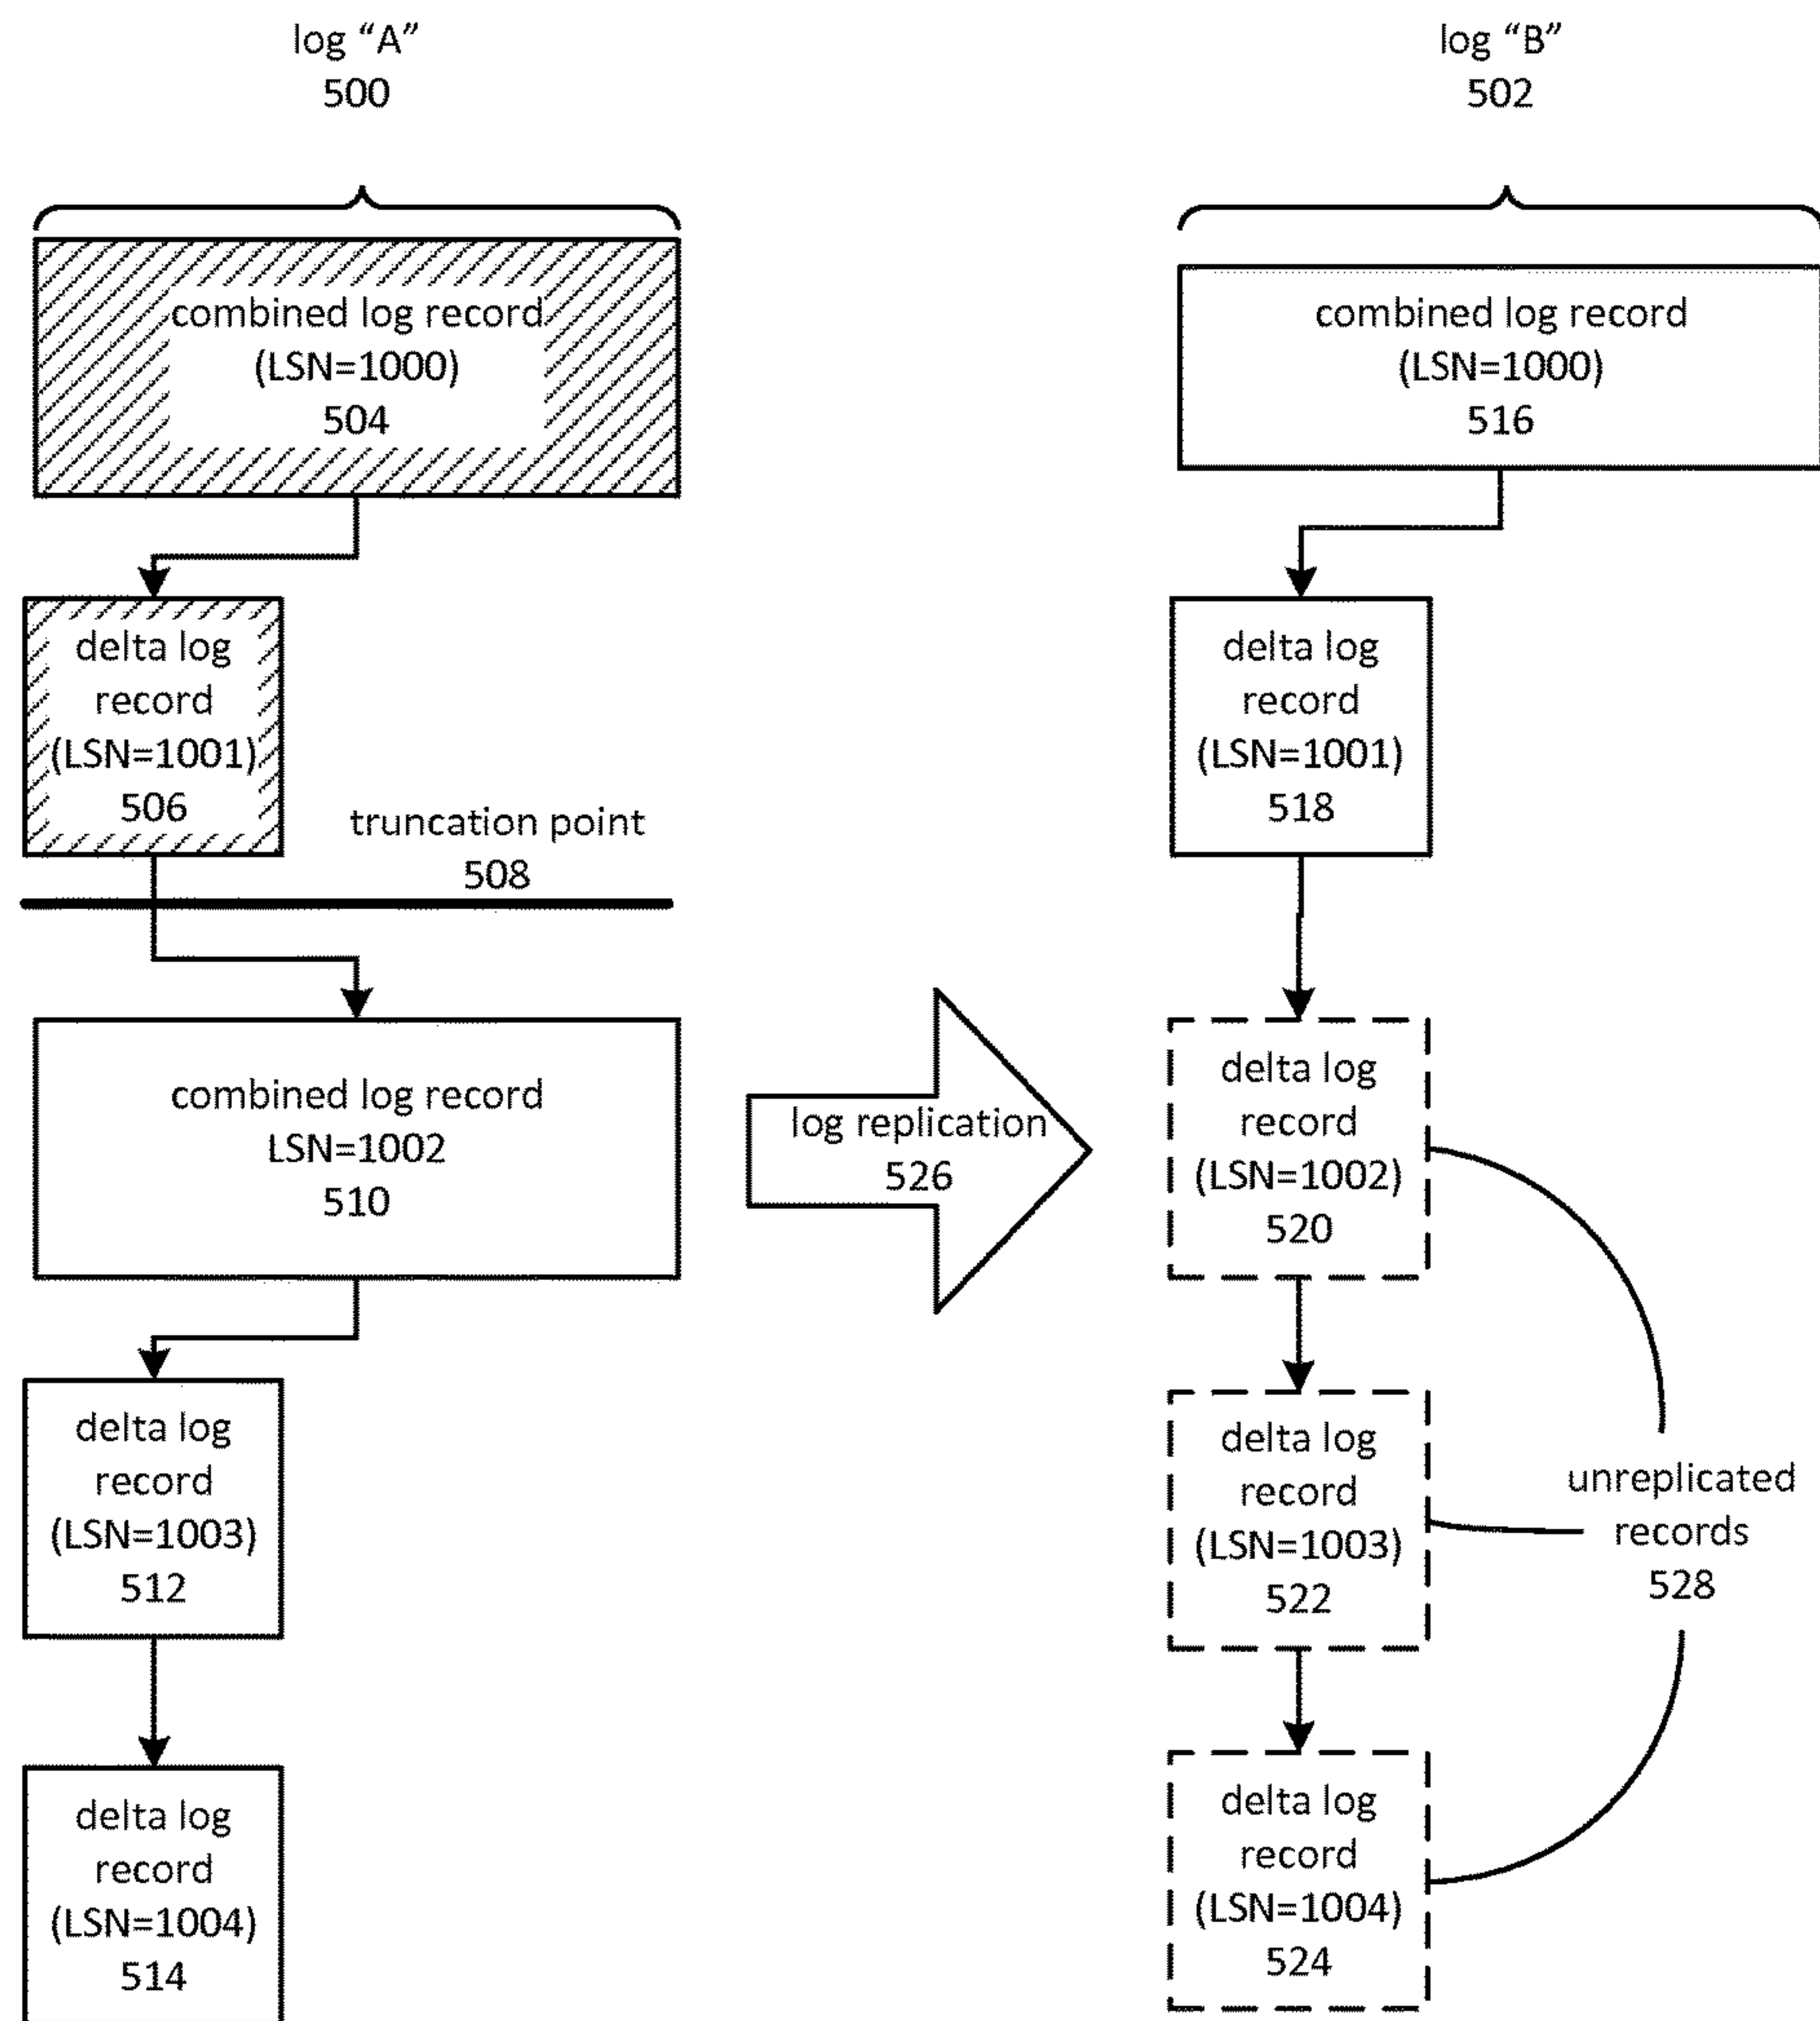 log “A”
500
log “B”
502
combined log record
(LSN=1000)
504
combined log record
(LSN=1000)
516
delta log
record
(LSN=1001)
506
delta log
record
(LSN=1001)
518
truncation point
508
combined log record
LSN=1002
510
log replication
526
delta log
record
(LSN=1002)
520
delta log
record
(LSN=1003)
512
delta log
record
(LSN=1003)
522
unreplicated
records
528
delta log
record
(LSN=1004)
514
delta log
record
(LSN=1004)
524